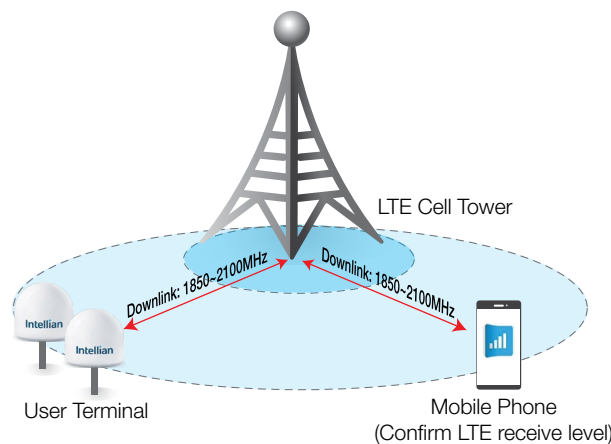 LTE Cell Tower
Downlink: 1850~2100MHz
Downlink: 1850~2100MHz
Intellian
Intellian
User Terminal
Mobile Phone
(Confirm LTE receive level)